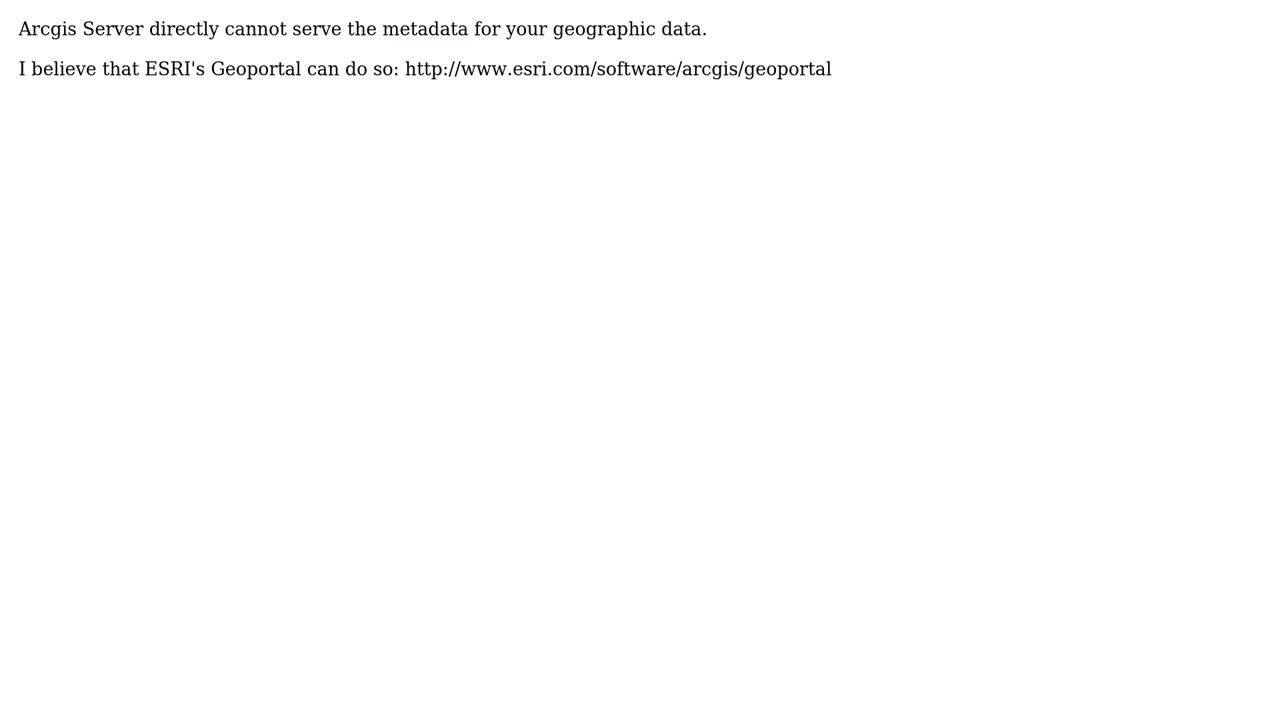 Arcgis Server directly cannot serve the metadata for your geographic data.
I believe that ESRI's Geoportal can do so: http://www.esri.com/software/arcgis/geoportal